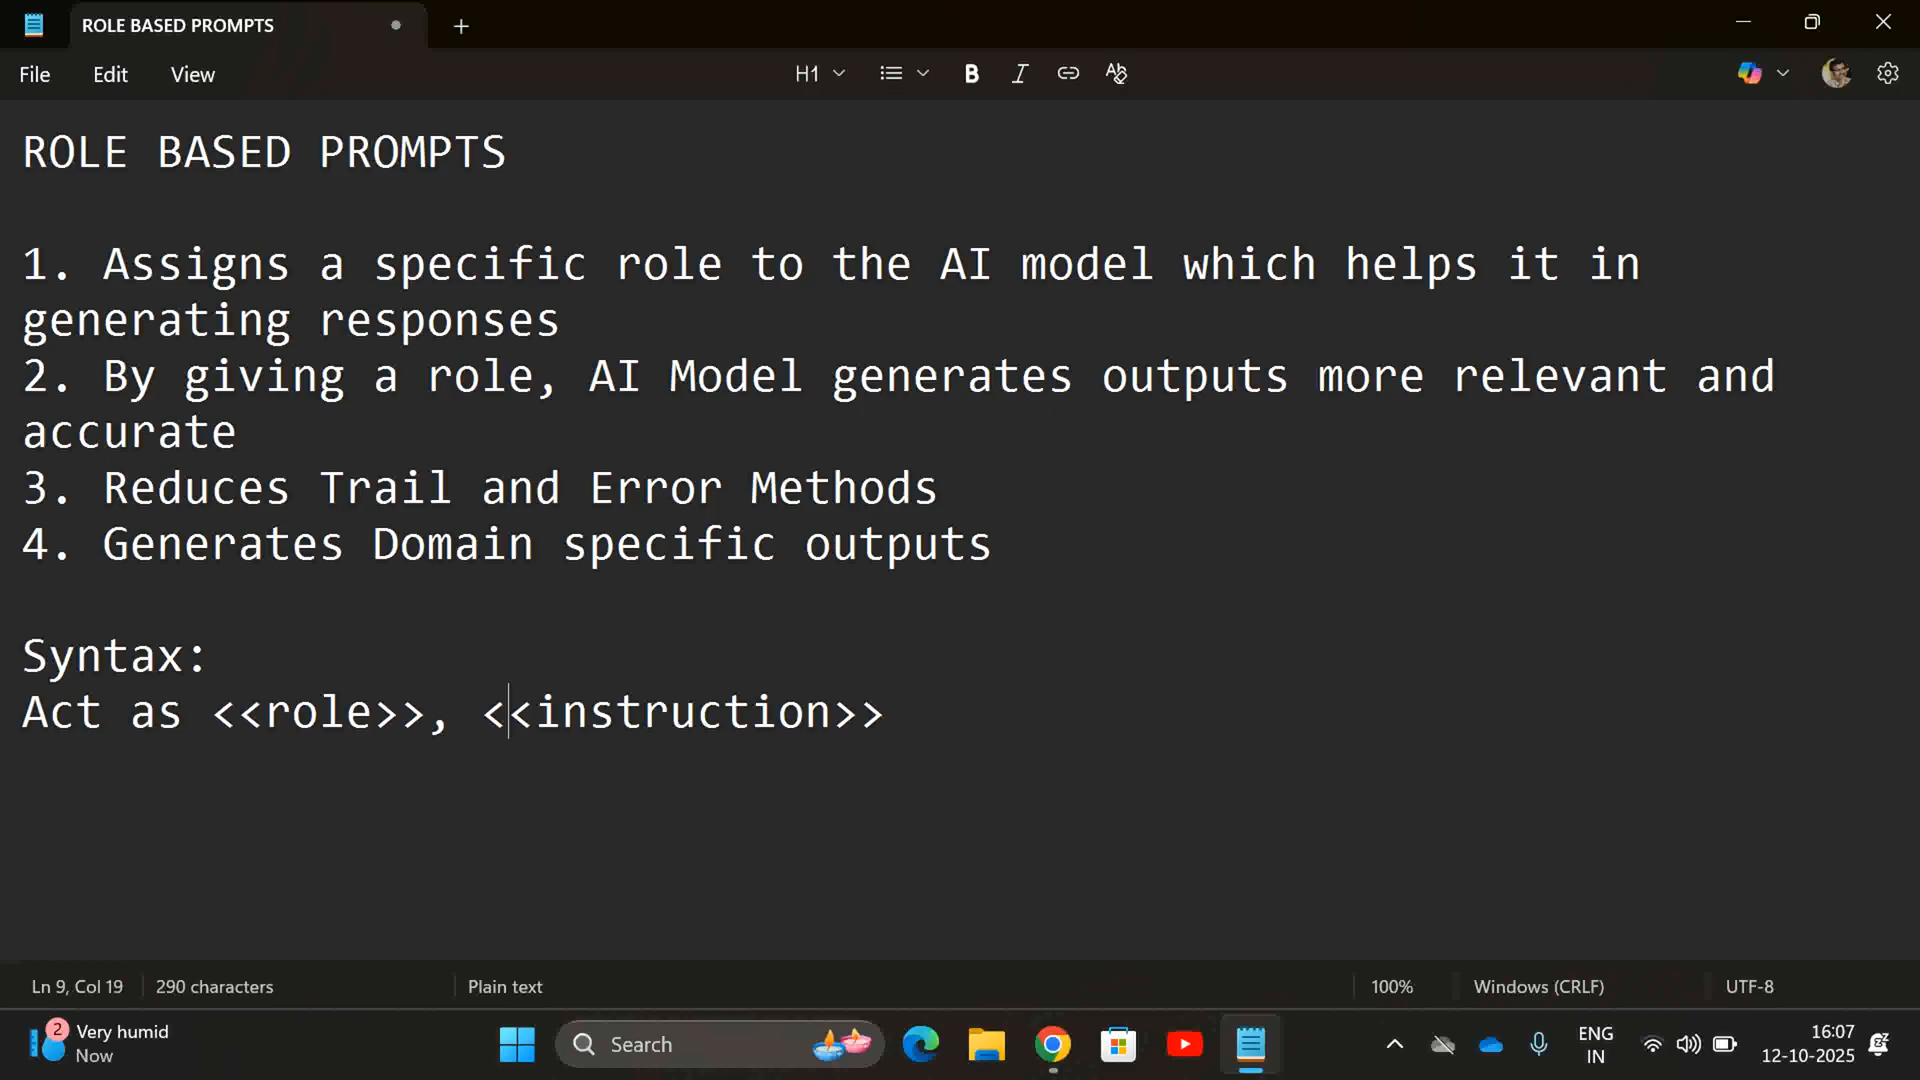 ROLE BASED PROMPTS
File Edit View H1
ROLE BASED PROMPTS
1. Assigns a specific role to the AI model which helps it in
generating responses
2. By giving a role, AI Model generates outputs more relevant and
accurate
3. Reduces Trail and Error Methods
4. Generates Domain specific outputs
Syntax:
Act as <<role>>, <<instruction>>
Ln 9, Col 19 290 characters Plain text 100% Windows (CRLF) UTF-8
2 Very humid
Now
Search
ENG
IN
16:07
12-10-2025